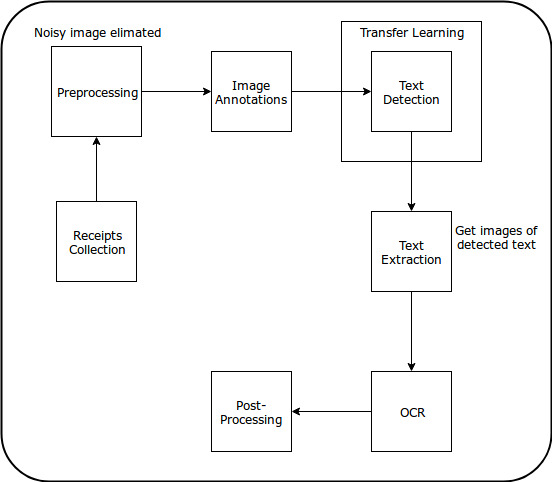 Noisy image elimated
Preprocessing
Image
Annotations
Transfer Learning
Text
Detection
Receipts
Collection
Text
Extraction
Get images of
detected text
Post-
Processing
OCR